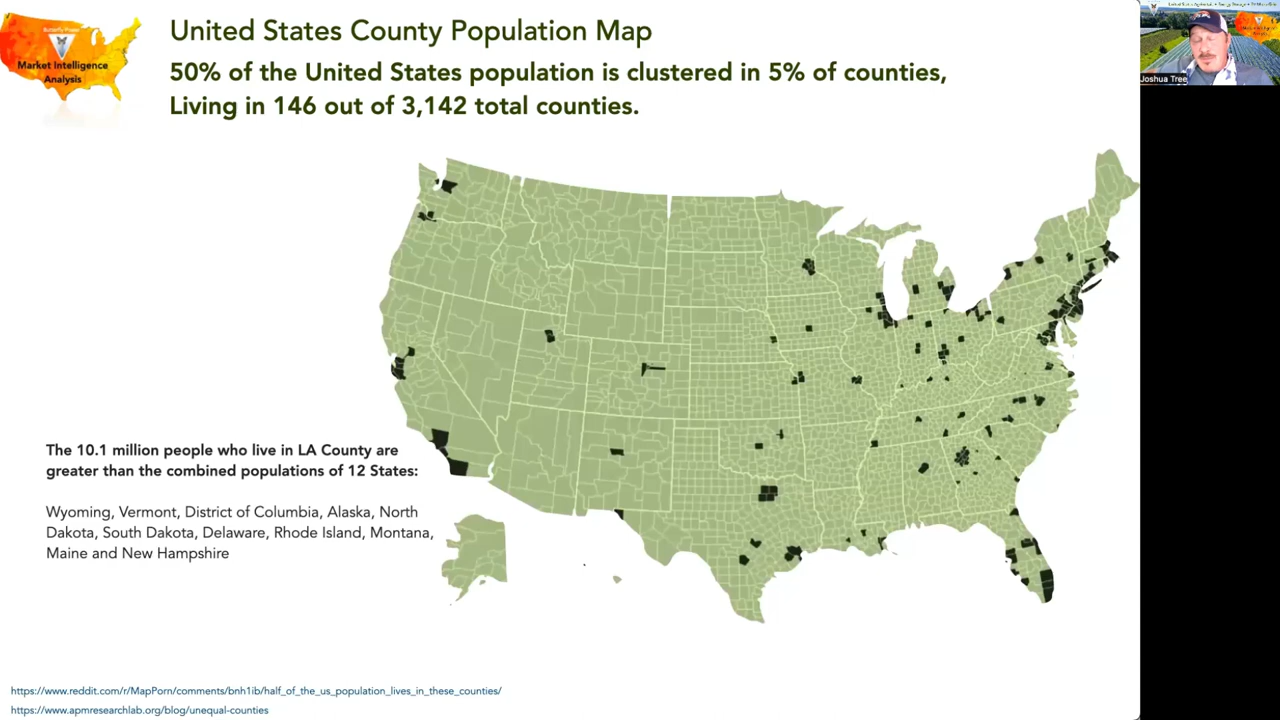 Butterfly Power
Market Intelligence
Analysis
United States County Population Map
50% of the United States population is clustered in 5% of counties,
Living in 146 out of 3,142 total counties.
Joshua Tree
The 10.1 million people who live in LA County are
greater than the combined populations of 12 States:
Wyoming, Vermont, District of Columbia, Alaska, North
Dakota, South Dakota, Delaware, Rhode Island, Montana,
Maine and New Hampshire
https://www.reddit.com/r/MapPorn/comments/bnh1ib/half_of_the_us_population_lives_in_these_counties/
https://www.apmresearchlab.org/blog/unequal-counties